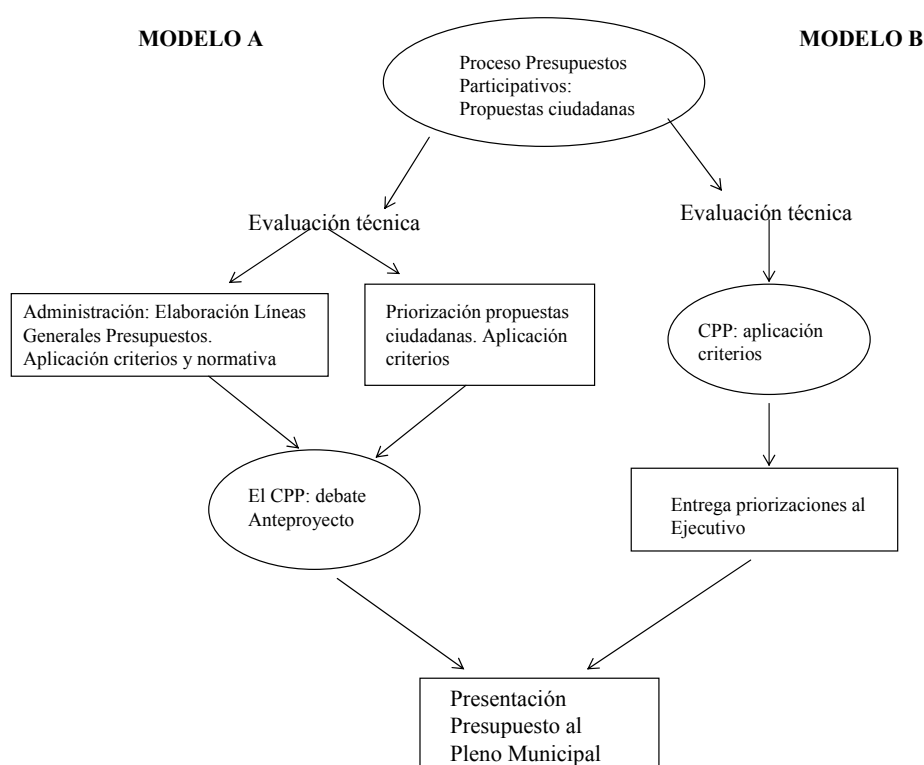 MODELO A
MODELO B
Proceso Presupuestos
Participativos:
Propuestas ciudadanas
Evaluación técnica
Evaluación técnica
Administración: Elaboración Líneas
Generales Presupuestos.
Aplicación criterios y normativa
Priorización propuestas
ciudadanas. Aplicación
criterios
CPP: aplicación
criterios
El CPP: debate
Anteproyecto
Entrega priorizaciones al
Ejecutivo
Presentación
Presupuesto al
Pleno Municipal